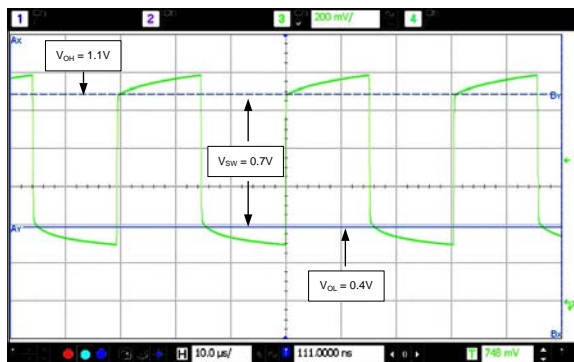 1 2 3 200 mV/ 4
AX
VOH = 1.1V
BY
VSW = 0.7V
AY
VOL = 0.4V
BX
H 10.0 µs/ 111.0000 ns 0 T 748 mV